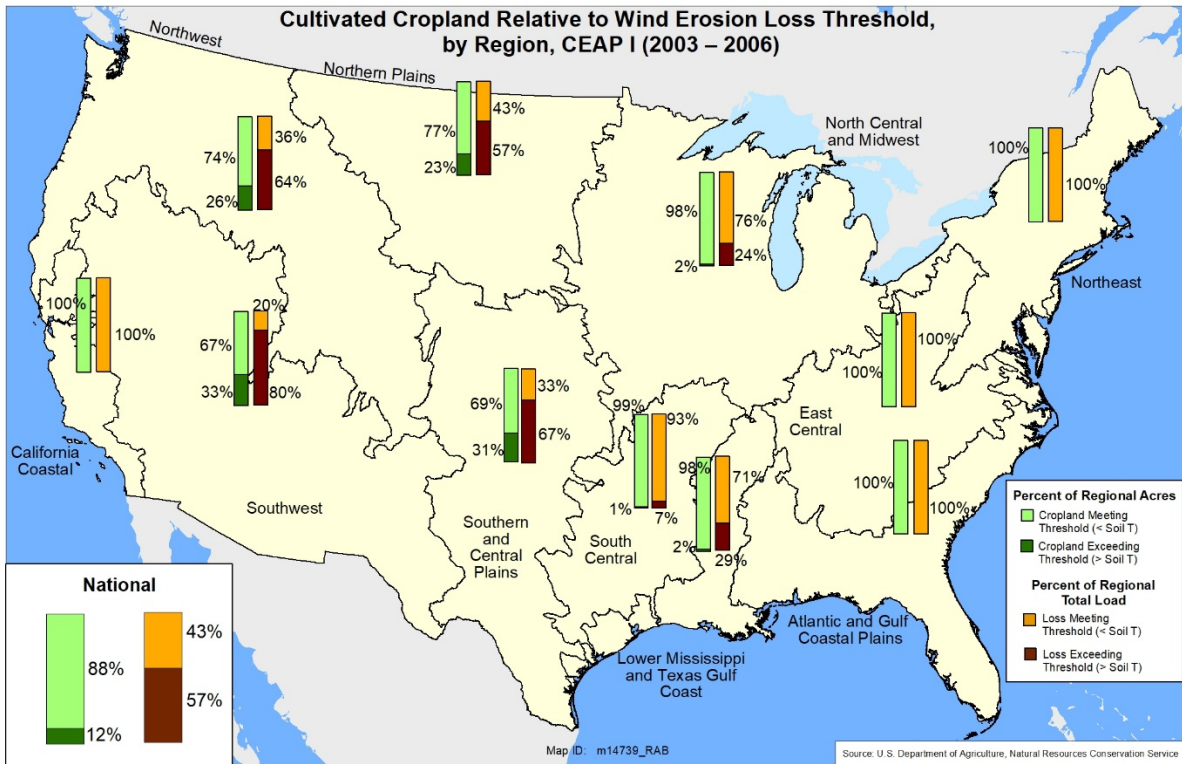 Cultivated Cropland Relative to Wind Erosion Loss Threshold,
by Region, CEAP I (2003 – 2006)
Northwest
Northern Plains
North Central
and Midwest
36%
74%
64%
26%
43%
77%
57%
23%
98%
76%
24%
2%
100%
100%
Northeast
100%
100%
20%
67%
33%
80%
33%
69%
67%
31%
99%
93%
1%
7%
98%
71%
2%
29%
100%
100%
East
Central
100%
100%
California
Coastal
Southwest
Southern
and
Central
Plains
South
Central
Lower Mississippi
and Texas Gulf
Coast
Atlantic and Gulf
Coastal Plains
Percent of Regional Acres
Cropland Meeting
Threshold (< Soil T)
Cropland Exceeding
Threshold (> Soil T)
Percent of Regional
Total Load
Loss Meeting
Threshold (< Soil T)
Loss Exceeding
Threshold (> Soil T)
National
43%
88%
57%
12%
Map ID: m14739_RAB
Source: U.S. Department of Agriculture, Natural Resources Conservation Service